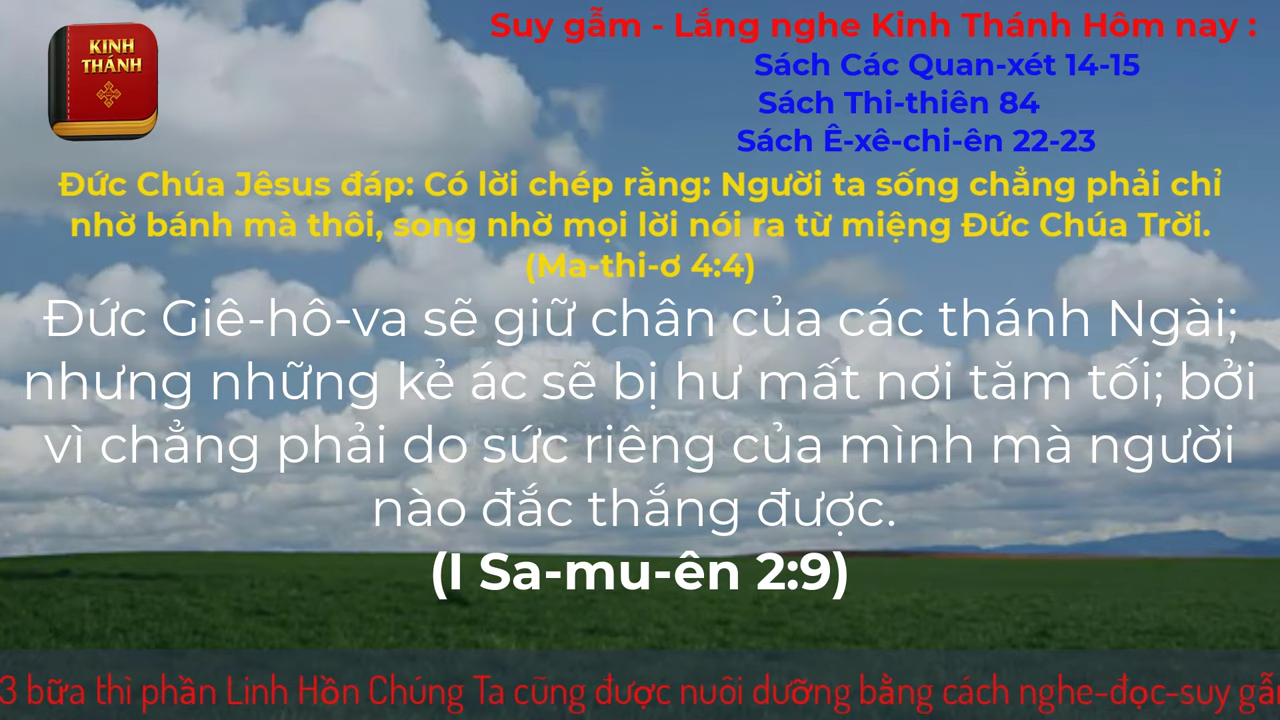 KINH
THÁNH
Suy gẫm - Lắng nghe Kinh Thánh Hôm nay :
Sách Các Quan-xét 14-15
Sách Thi-thiên 84
Sách Ê-xê-chi-ên 22-23
Đức Chúa Jêsus đáp: Có lời chép rằng: Người ta sống chẳng phải chỉ
nhờ bánh mà thôi, song nhờ mọi lời nói ra từ miệng Đức Chúa Trời.
(Ma-thi-ơ 4:4)
Đức Giê-hô-va sẽ giữ chân của các thánh Ngài;
nhưng những kẻ ác sẽ bị hư mất nơi tăm tối; bởi
vì chẳng phải do sức riêng của mình mà người
nào đắc thắng được.
(I Sa-mu-ên 2:9)
3 bữa thì phần Linh Hồn Chúng Ta cũng được nuôi dưỡng bằng cách nghe-đọc-suy